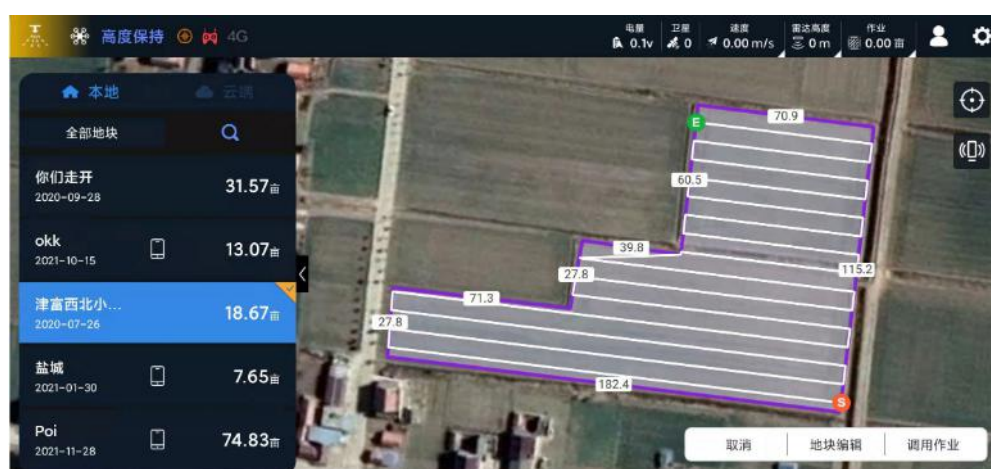 高度保持 4G
电量 0.1v
卫星 0
速度 0.00 m/s
雷达高度 0 m
作业 0.00 亩
本地 云端
全部地块
你们走开
2020-09-28
31.57亩
okk
2021-10-15
13.07亩
津富西北小...
2020-07-26
18.67亩
盐城
2021-01-30
7.65亩
Poi
2021-11-28
74.83亩
E
70.9
60.5
39.8
27.8
115.2
71.3
27.8
182.4
S
取消 地块编辑 调用作业